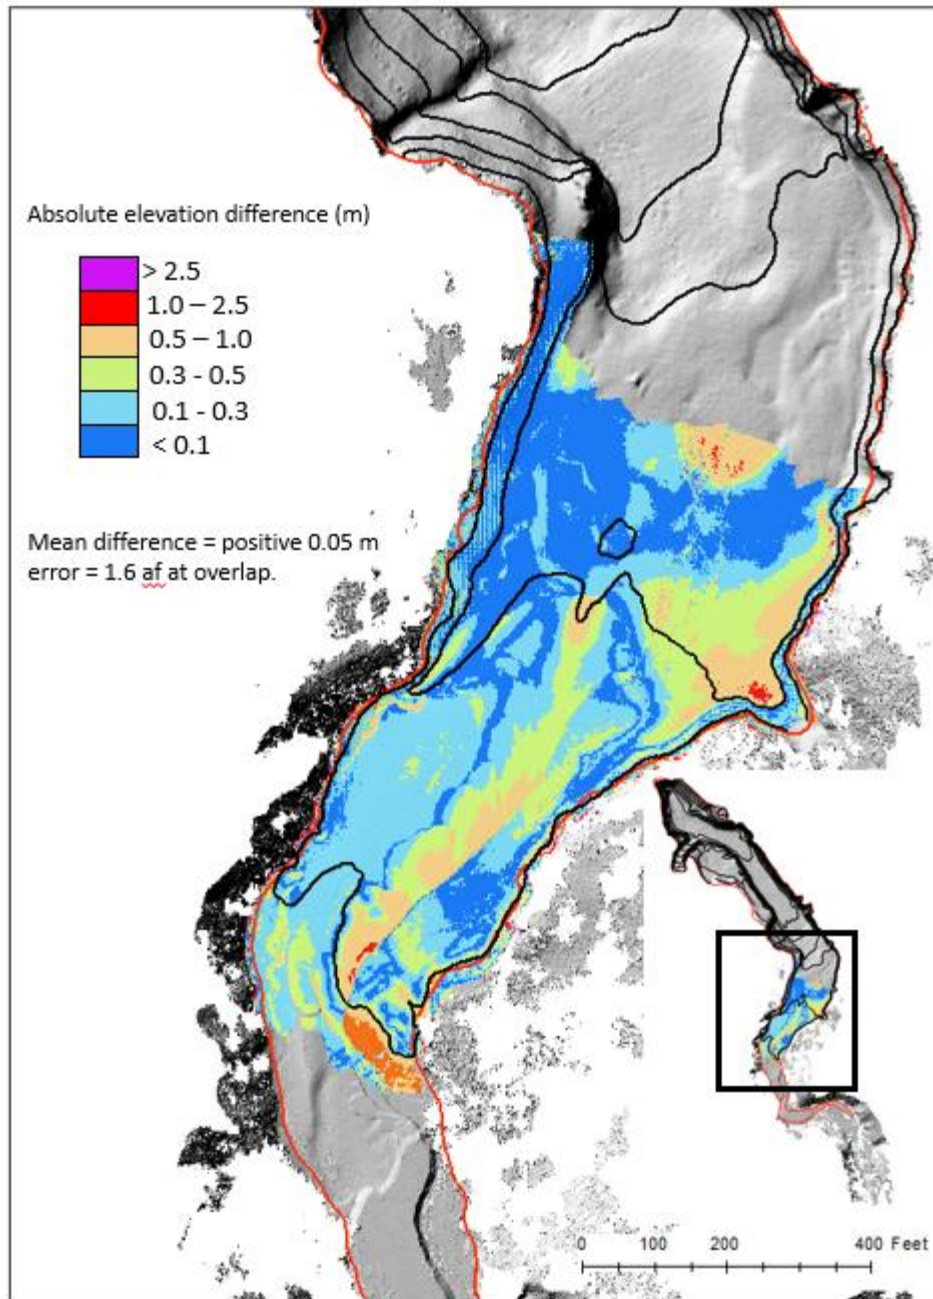 Absolute elevation difference (m)
> 2.5
1.0 – 2.5
0.5 – 1.0
0.3 - 0.5
0.1 - 0.3
< 0.1
Mean difference = positive 0.05 m
error = 1.6 af at overlap.
0 100 200 400 Feet